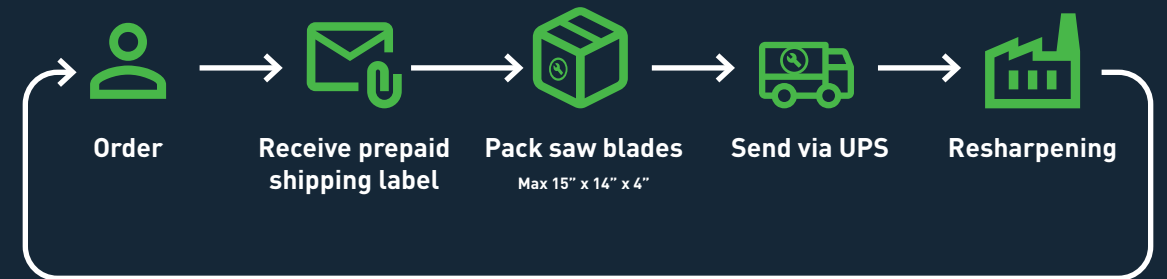 Order
Receive prepaid
shipping label
Pack saw blades
Max 15” x 14” x 4”
Send via UPS
Resharpening